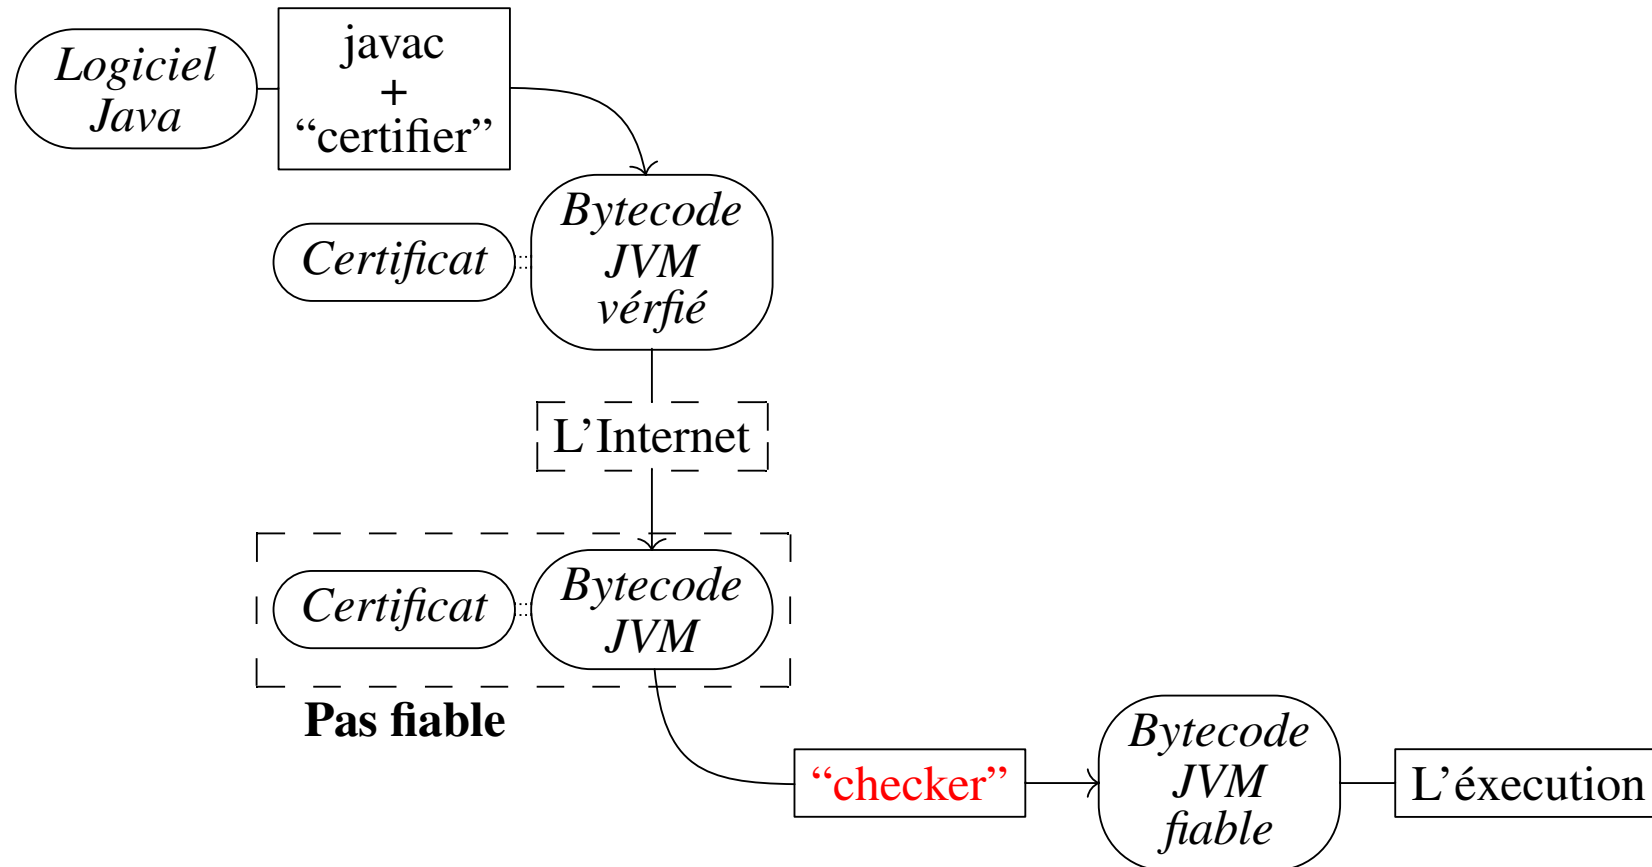 Logiciel
Java
javac
+
“certifier”
Certificat
Bytecode
JVM
vérfié
L’Internet
Certificat
Bytecode
JVM
Pas fiable
“checker”
Bytecode
JVM
fiable
L’éxecution